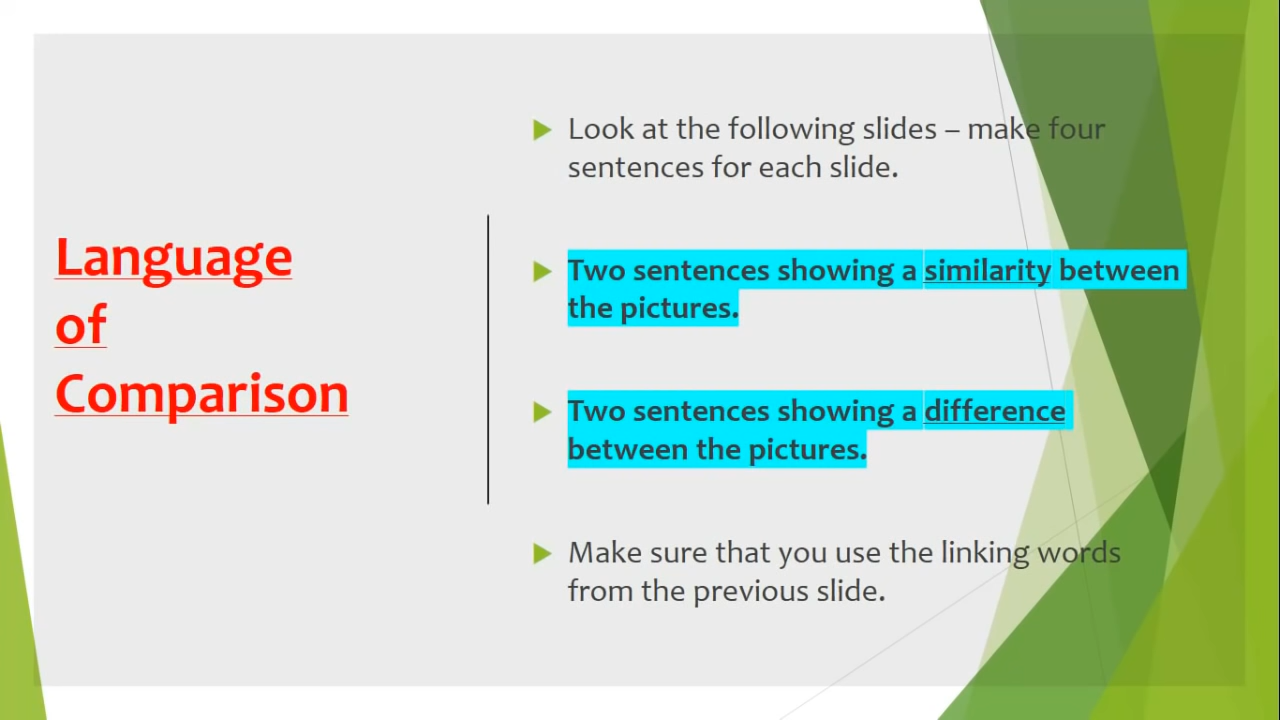 Language
of
Comparison
Look at the following slides – make four
sentences for each slide.
Two sentences showing a similarity between
the pictures.
Two sentences showing a difference
between the pictures.
Make sure that you use the linking words
from the previous slide.